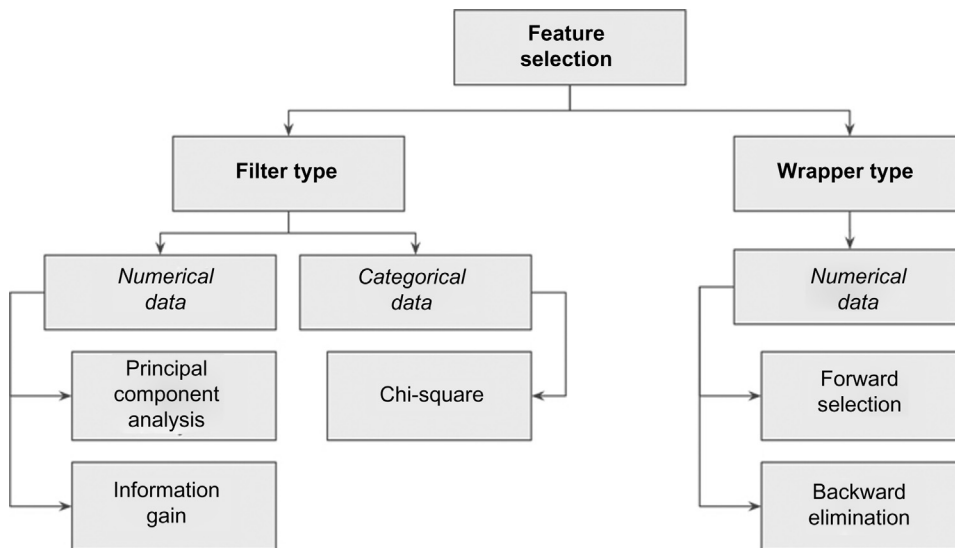 Feature
selection
Filter type
Wrapper type
Numerical
data
Categorical
data
Numerical
data
Principal
component
analysis
Chi-square
Forward
selection
Information
gain
Backward
elimination